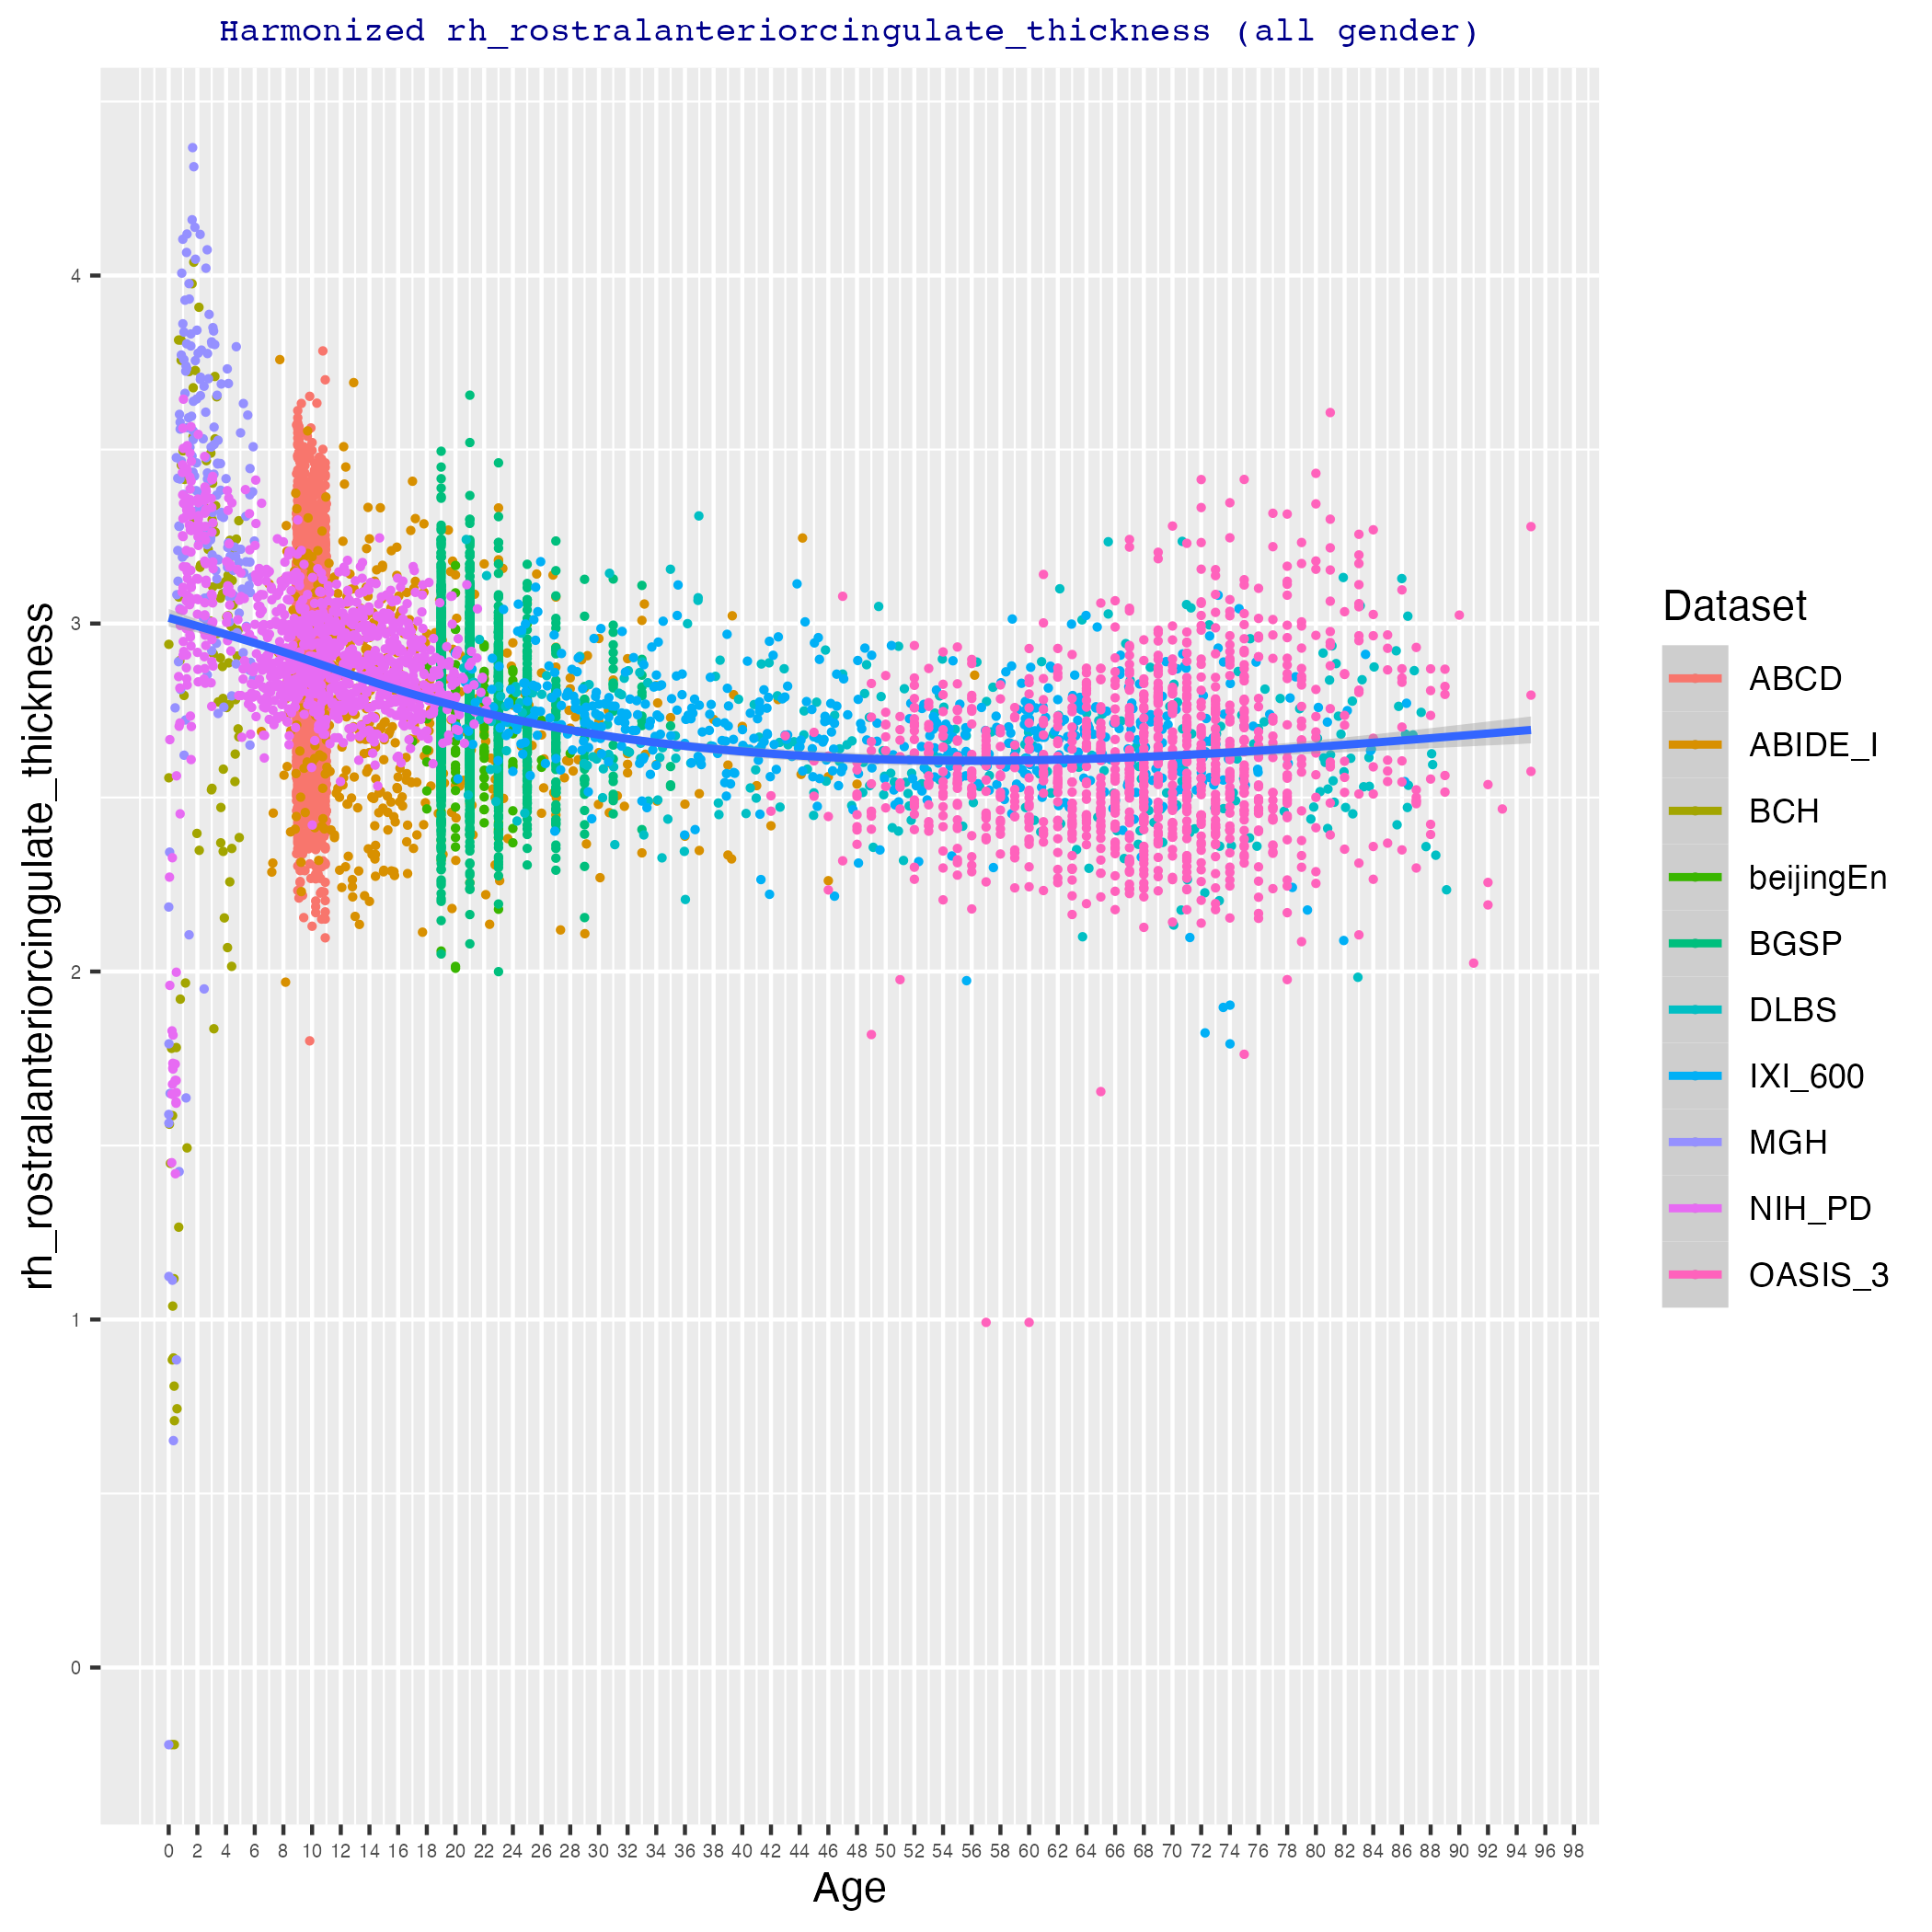 Harmonized rh_rostralanteriorcingulate_thickness (all gender)
rh_rostralanteriorcingulate_thickness
4
3
2
1
0
0 2 4 6 8 10 12 14 16 18 20 22 24 26 28 30 32 34 36 38 40 42 44 46 48 50 52 54 56 58 60 62 64 66 68 70 72 74 76 78 80 82 84 86 88 90 92 94 96 98
Age
Dataset
ABCD
ABIDE_I
BCH
beijingEn
BGSP
DLBS
IXI_600
MGH
NIH_PD
OASIS_3